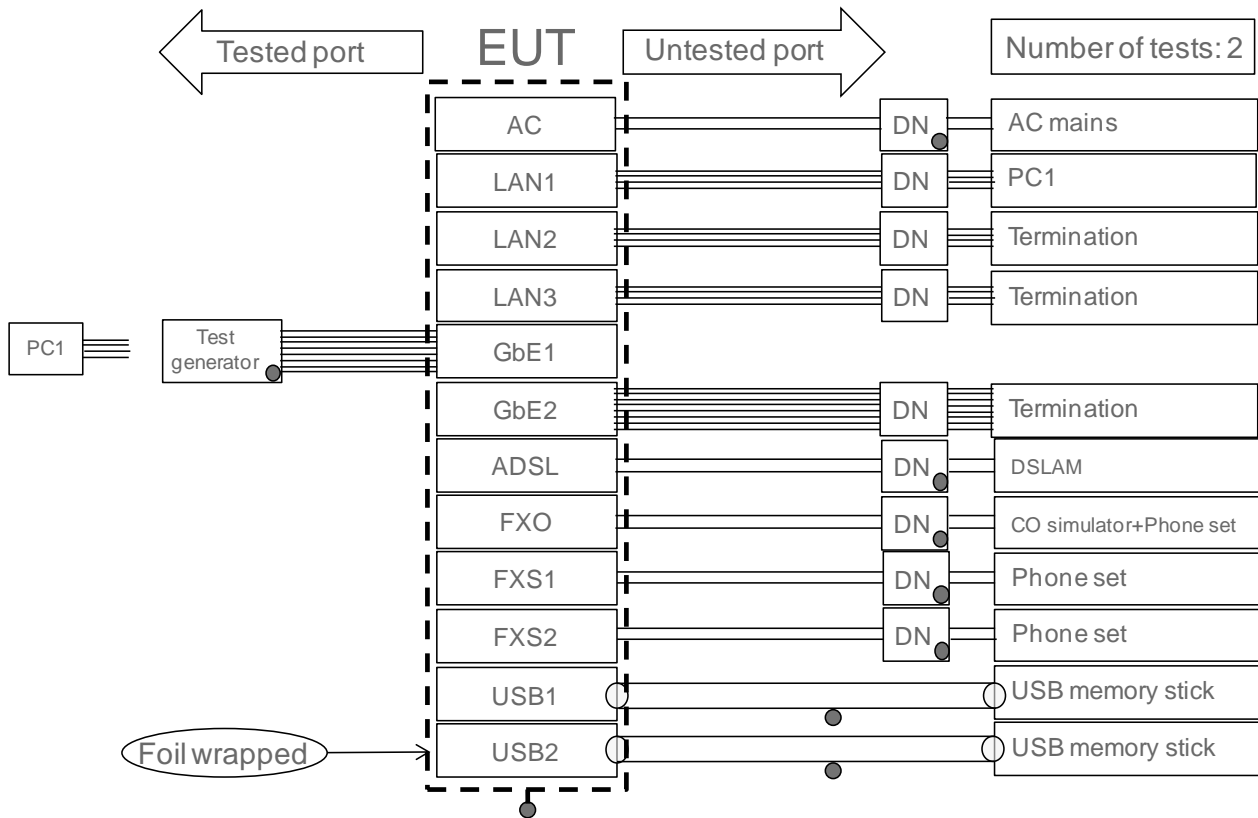 Tested port
EUT
Untested port
Number of tests: 2
AC
DN
AC mains
LAN1
DN
PC1
LAN2
DN
Termination
LAN3
DN
Termination
PC1
Test
generator
GbE1
GbE2
DN
Termination
ADSL
DN
DSLAM
FXO
DN
CO simulator+Phone set
FXS1
DN
Phone set
FXS2
DN
Phone set
USB1
USB memory stick
Foil wrapped
USB2
USB memory stick